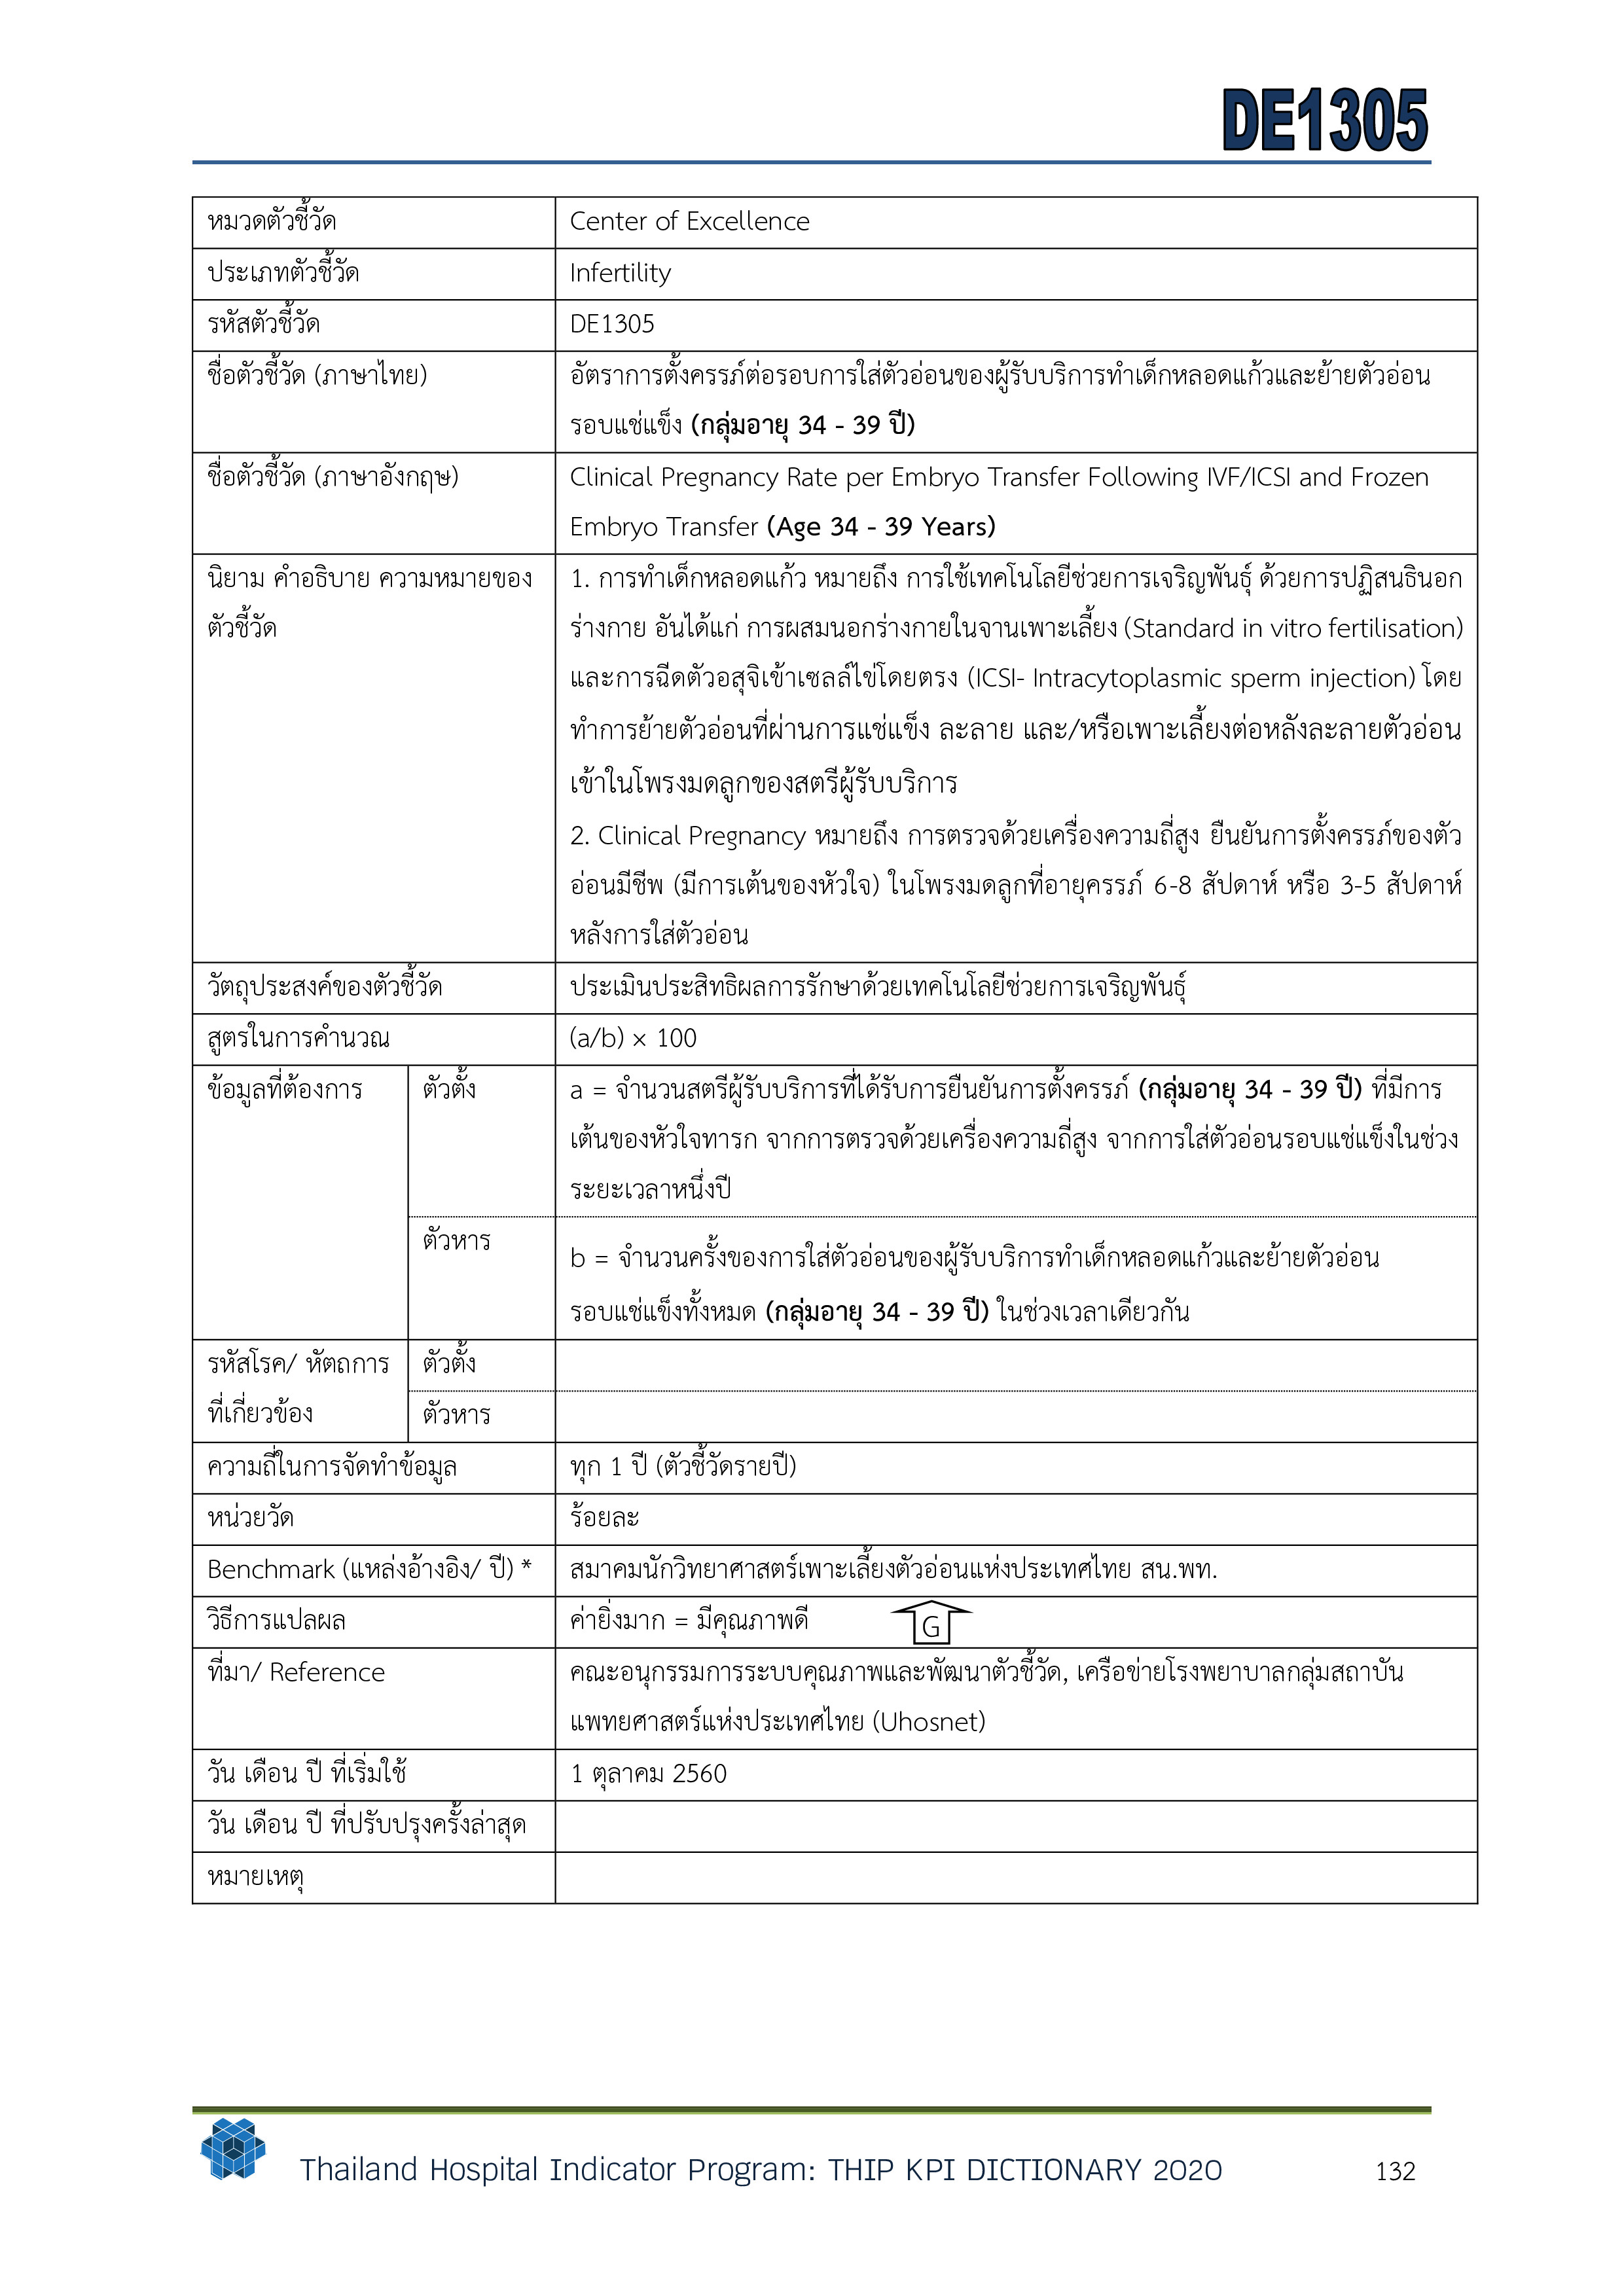 DE1305
หมวดตัวชี้วัด
Center of Excellence
ประเภทตัวชี้วัด
Infertility
รหัสตัวชี้วัด
DE1305
ชื่อตัวชี้วัด (ภาษาไทย)
อัตราการตั้งครรภ์ต่อรอบการใส่ตัวอ่อนของผู้รับบริการทำเด็กหลอดแก้วและย้ายตัวอ่อน
รอบแช่แข็ง (กลุ่มอายุ 34 - 39 ปี)
ชื่อตัวชี้วัด (ภาษาอังกฤษ)
Clinical Pregnancy Rate per Embryo Transfer Following IVF/ICSI and Frozen
Embryo Transfer (Age 34 - 39 Years)
นิยาม คำอธิบาย ความหมายของ
ตัวชี้วัด
1. การทำเด็กหลอดแก้ว หมายถึง การใช้เทคโนโลยีช่วยการเจริญพันธุ์ ด้วยการปฏิสนธินอก
ร่างกาย อันได้แก่ การผสมนอกร่างกายในจานเพาะเลี้ยง (Standard in vitro fertilisation)
และการฉีดตัวอสุจิเข้าเซลล์ไข่โดยตรง (ICSI- Intracytoplasmic sperm injection) โดย
ทำการย้ายตัวอ่อนที่ผ่านการแช่แข็ง ละลาย และ/หรือเพาะเลี้ยงต่อหลังละลายตัวอ่อน
เข้าในโพรงมดลูกของสตรีผู้รับบริการ
2. Clinical Pregnancy หมายถึง การตรวจด้วยเครื่องความถี่สูง ยืนยันการตั้งครรภ์ของตัว
อ่อนมีชีพ (มีการเต้นของหัวใจ) ในโพรงมดลูกที่อายุครรภ์ 6-8 สัปดาห์ หรือ 3-5 สัปดาห์
หลังการใส่ตัวอ่อน
วัตถุประสงค์ของตัวชี้วัด
ประเมินประสิทธิผลการรักษาด้วยเทคโนโลยีช่วยการเจริญพันธุ์
สูตรในการคำนวณ
(a/b) × 100
ข้อมูลที่ต้องการ
ตัวตั้ง
a = จำนวนสตรีผู้รับบริการที่ได้รับการยืนยันการตั้งครรภ์ (กลุ่มอายุ 34 - 39 ปี) ที่มีการ
เต้นของหัวใจทารก จากการตรวจด้วยเครื่องความถี่สูง จากการใส่ตัวอ่อนรอบแช่แข็งในช่วง
ระยะเวลาหนึ่งปี
ตัวหาร
b = จำนวนครั้งของการใส่ตัวอ่อนของผู้รับบริการทำเด็กหลอดแก้วและย้ายตัวอ่อน
รอบแช่แข็งทั้งหมด (กลุ่มอายุ 34 - 39 ปี) ในช่วงเวลาเดียวกัน
รหัสโรค/ หัตถการ
ที่เกี่ยวข้อง
ตัวตั้ง
ตัวหาร
ความถี่ในการจัดทำข้อมูล
ทุก 1 ปี (ตัวชี้วัดรายปี)
หน่วยวัด
ร้อยละ
Benchmark (แหล่งอ้างอิง/ ปี) *
สมาคมนักวิทยาศาสตร์เพาะเลี้ยงตัวอ่อนแห่งประเทศไทย สน.พท.
วิธีการแปลผล
ค่ายิ่งมาก = มีคุณภาพดี
G
ที่มา/ Reference
คณะอนุกรรมการระบบคุณภาพและพัฒนาตัวชี้วัด, เครือข่ายโรงพยาบาลกลุ่มสถาบัน
แพทยศาสตร์แห่งประเทศไทย (Uhosnet)
วัน เดือน ปี ที่เริ่มใช้
1 ตุลาคม 2560
วัน เดือน ปี ที่ปรับปรุงครั้งล่าสุด
หมายเหตุ
Thailand Hospital Indicator Program: THIP KPI DICTIONARY 2020
132